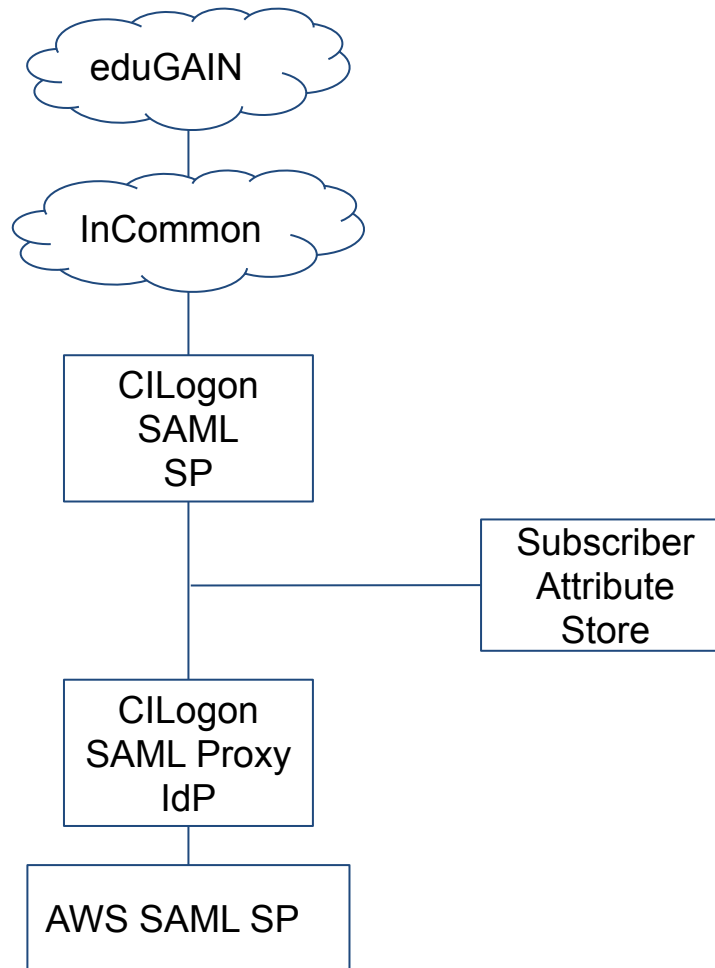 eduGAIN
InCommon
CILogon
SAML
SP
Subscriber
Attribute
Store
CILogon
SAML Proxy
IdP
AWS SAML SP